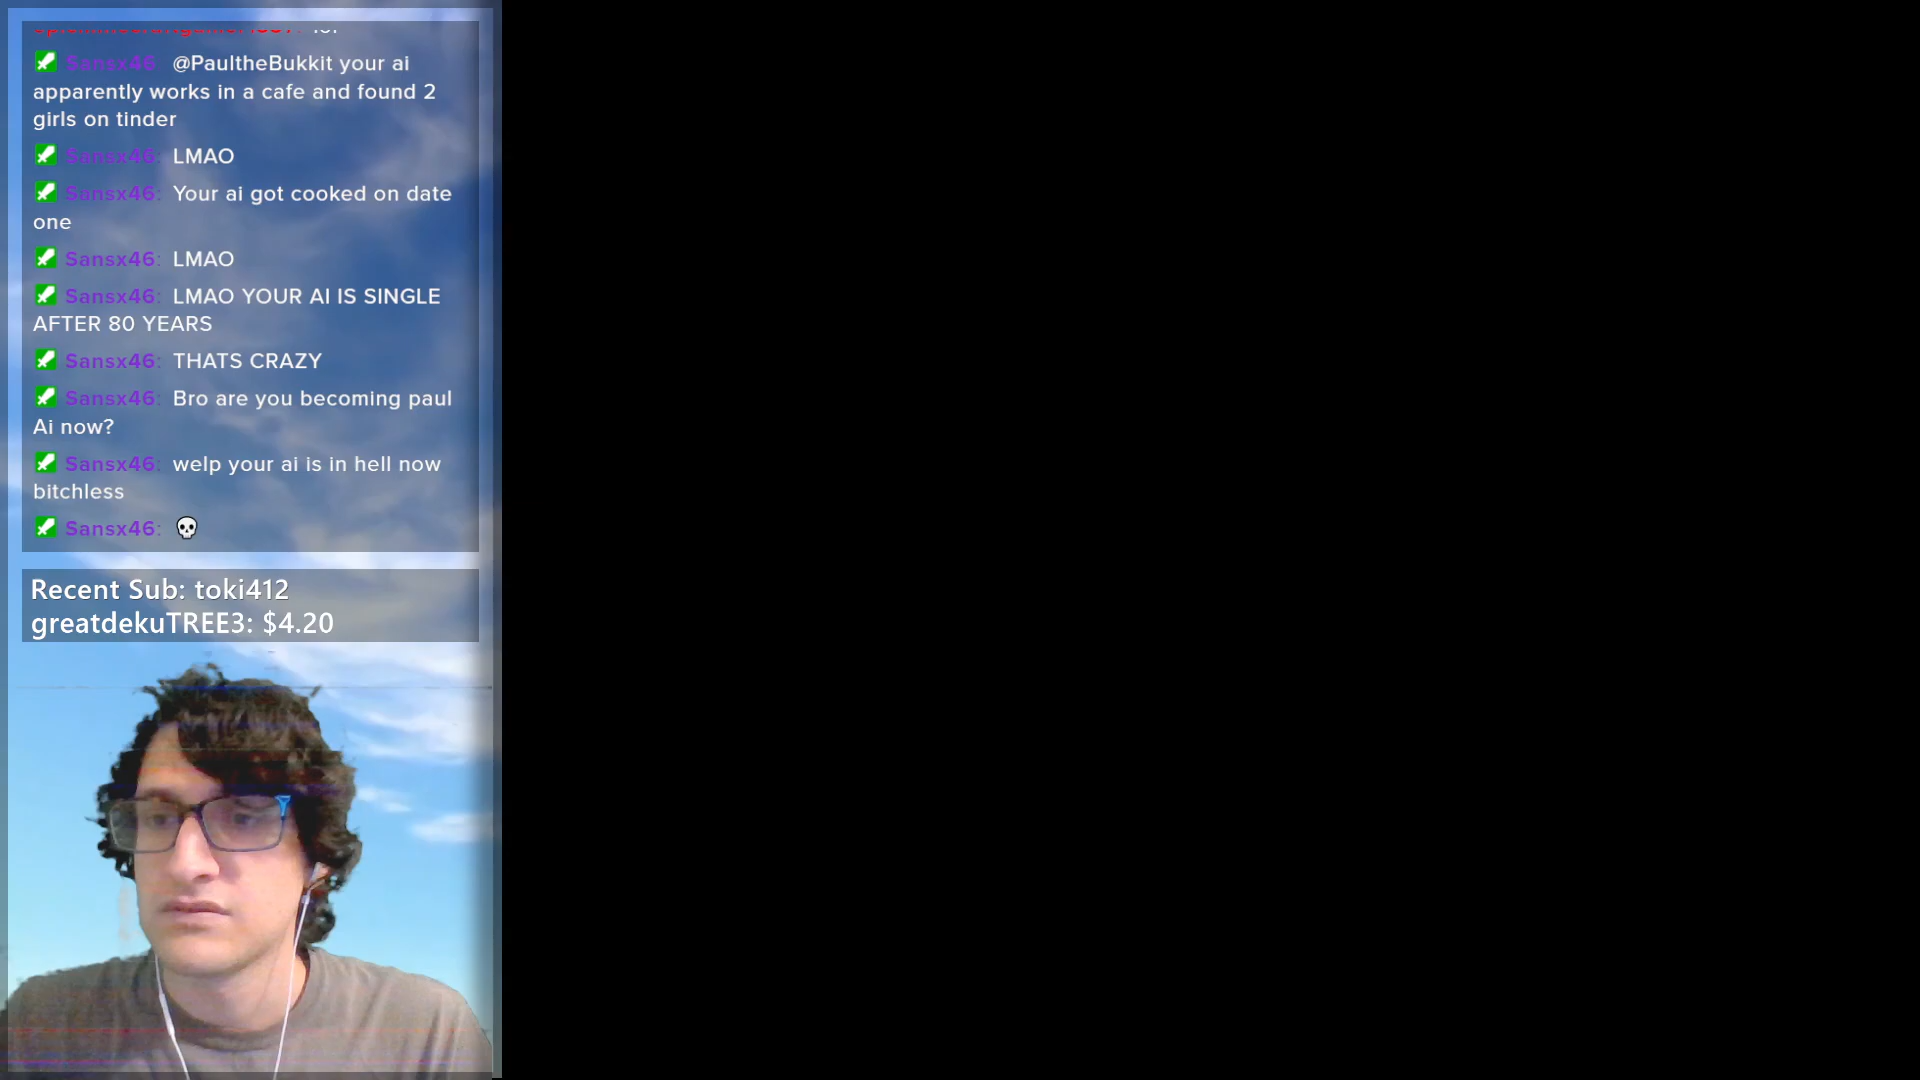 Sansx46 @PaultheBukkit your ai
apparently works in a cafe and found 2
girls on tinder
Sansx46: LMAO
Sansx46: Your ai got cooked on date
one
Sansx46: LMAO
Sansx46: LMAO YOUR AI IS SINGLE
AFTER 80 YEARS
Sansx46: THATS CRAZY
Sansx46: Bro are you becoming paul
Ai now?
Sansx46: welp your ai is in hell now
bitchless
Sansx46: 💀
Recent Sub: toki412
greatdekuTREE3: $4.20